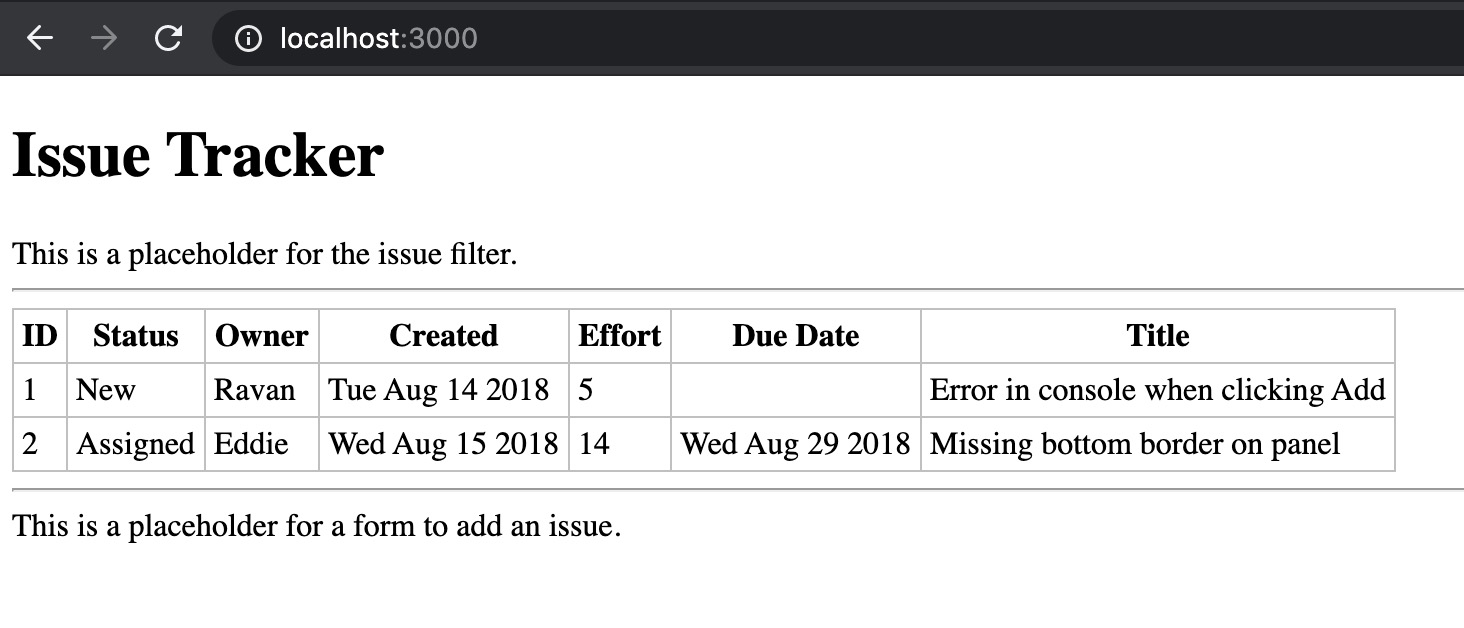 localhost:3000
Issue Tracker
This is a placeholder for the issue filter.
ID Status Owner Created Effort Due Date Title
1 New Ravan Tue Aug 14 2018 5 Error in console when clicking Add
2 Assigned Eddie Wed Aug 15 2018 14 Wed Aug 29 2018 Missing bottom border on panel
This is a placeholder for a form to add an issue.